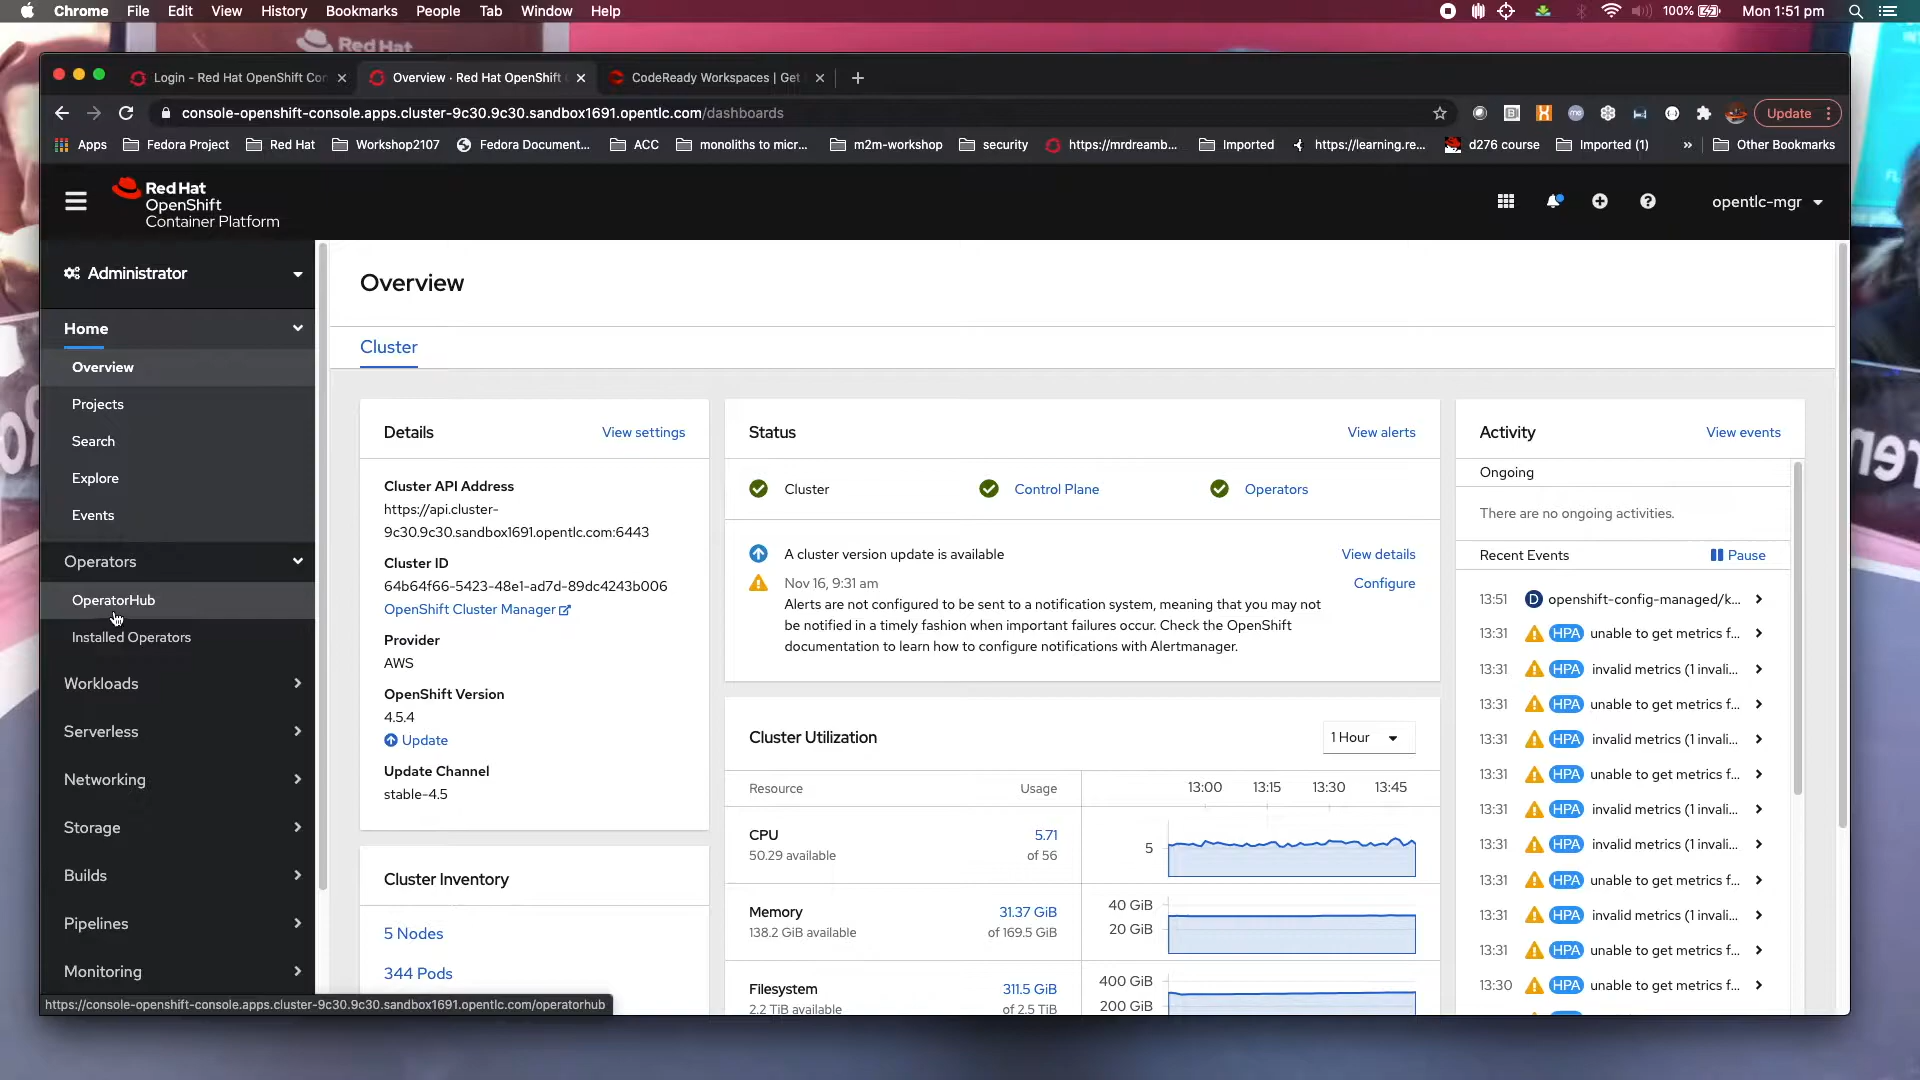 Chrome File Edit View History Bookmarks People Tab Window Help
100% Mon 1:51 pm
Red Hat
Login - Red Hat OpenShift Con
Overview · Red Hat OpenShift
CodeReady Workspaces | Get
console-openshift-console.apps.cluster-9c30.9c30.sandbox1691.opentlc.com/dashboards
Update
Apps Fedora Project Red Hat Workshop2107 Fedora Document... ACC monoliths to micr... m2m-workshop security https://mrdreamb... Imported https://learning.re... d276 course Imported (1) » Other Bookmarks
Red Hat
OpenShift
Container Platform
opentlc-mgr
Administrator
Home
Overview
Projects
Search
Explore
Events
Operators
OperatorHub
Installed Operators
Workloads
Serverless
Networking
Storage
Builds
Pipelines
Monitoring
https://console-openshift-console.apps.cluster-9c30.9c30.sandbox1691.opentlc.com/operatorhub
Overview
Cluster
Details
View settings
Cluster API Address
https://api.cluster-
9c30.9c30.sandbox1691.opentlc.com:6443
Cluster ID
64b64f66-5423-48e1-ad7d-89dc4243b006
OpenShift Cluster Manager
Provider
AWS
OpenShift Version
4.5.4
Update
Update Channel
stable-4.5
Cluster Inventory
5 Nodes
344 Pods
Status
View alerts
Cluster
Control Plane
Operators
A cluster version update is available
View details
Nov 16, 9:31 am
Configure
Alerts are not configured to be sent to a notification system, meaning that you may not
be notified in a timely fashion when important failures occur. Check the OpenShift
documentation to learn how to configure notifications with Alertmanager.
Cluster Utilization
1 Hour
Resource Usage 13:00 13:15 13:30 13:45
CPU 5.71
50.29 available of 56
5
Memory 31.37 GiB
138.2 GiB available of 169.5 GiB
40 GiB
20 GiB
Filesystem 311.5 GiB
2.2 TiB available of 2.5 TiB
400 GiB
200 GiB
Activity
View events
Ongoing
There are no ongoing activities.
Recent Events
Pause
13:51 D openshift-config-managed/k...
13:31 HPA unable to get metrics f...
13:31 HPA invalid metrics (1 invali...
13:31 HPA unable to get metrics f...
13:31 HPA invalid metrics (1 invali...
13:31 HPA unable to get metrics f...
13:31 HPA invalid metrics (1 invali...
13:31 HPA invalid metrics (1 invali...
13:31 HPA unable to get metrics f...
13:31 HPA invalid metrics (1 invali...
13:31 HPA unable to get metrics f...
13:30 HPA unable to get metrics f...